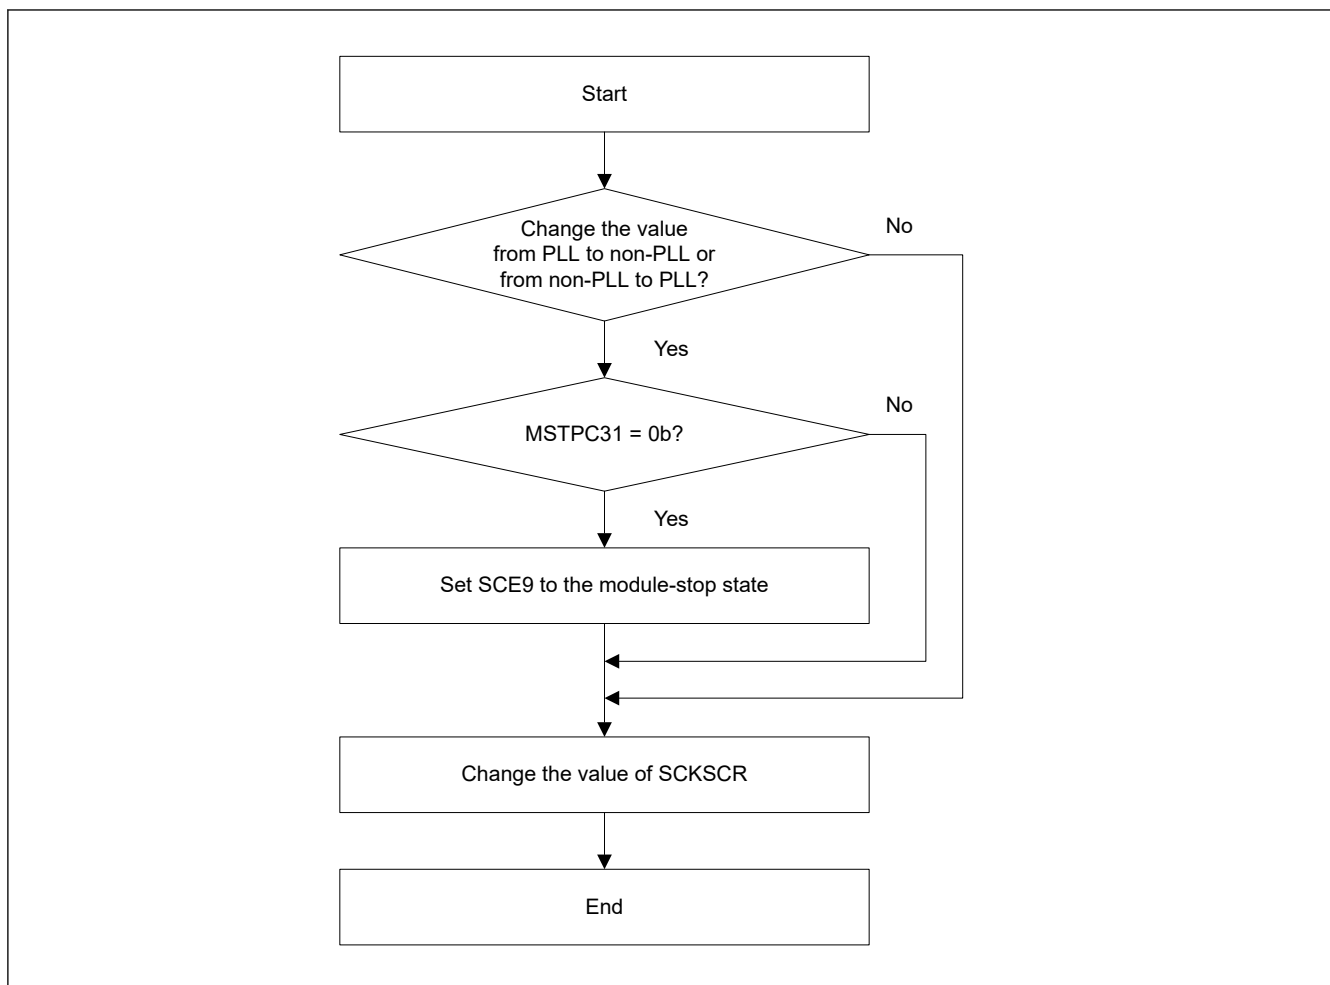 Start
Change the value
from PLL to non-PLL or
from non-PLL to PLL?
No
Yes
MSTPC31 = 0b?
No
Yes
Set SCE9 to the module-stop state
Change the value of SCKSCR
End